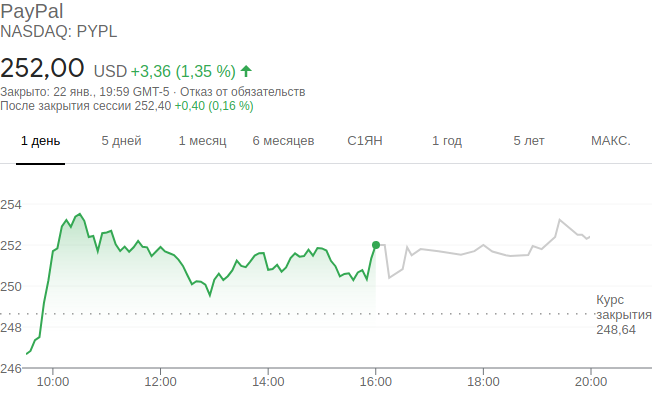 PayPal
NASDAQ: PYPL
252,00 USD +3,36 (1,35 %)
Закрыто: 22 янв., 19:59 GMT-5 · Отказ от обязательств
После закрытия сессии 252,40 +0,40 (0,16 %)
1 день 5 дней 1 месяц 6 месяцев С1ЯН 1 год 5 лет МАКС.
254
252
250
Курс
закрытия
248,64
248
246
10:00 12:00 14:00 16:00 18:00 20:00